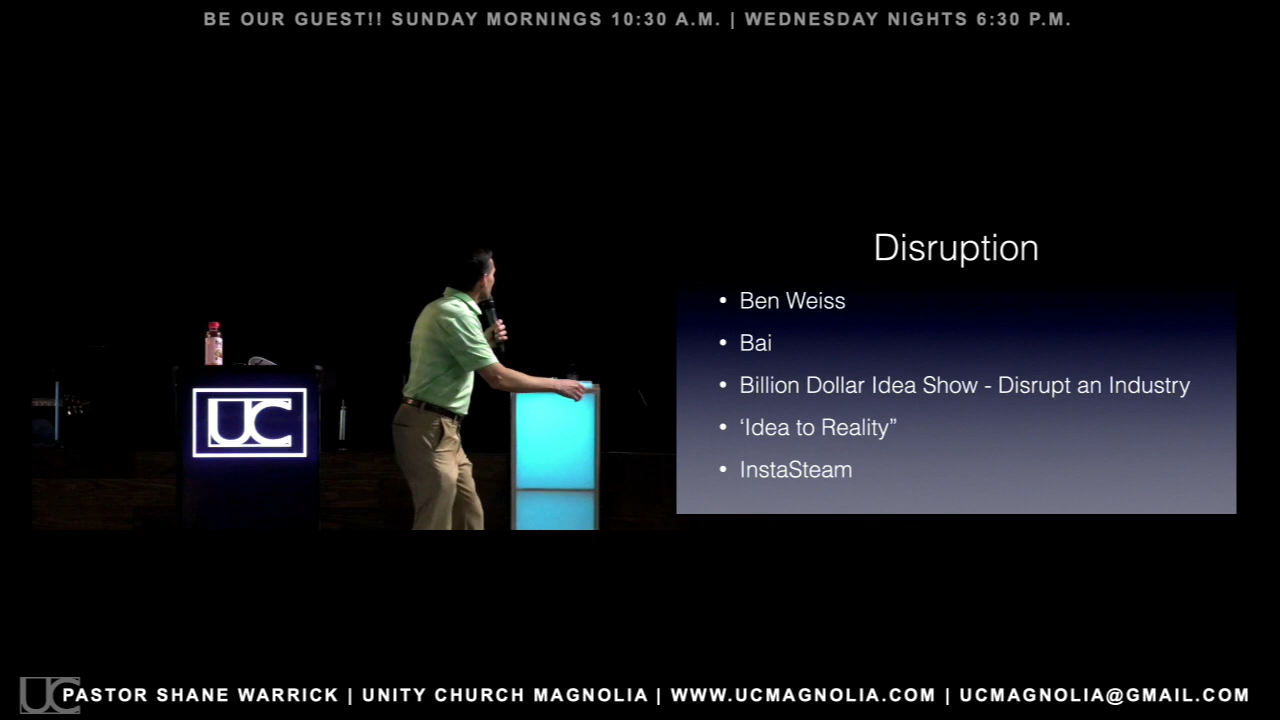 BE OUR GUEST!! SUNDAY MORNINGS 10:30 A.M. | WEDNESDAY NIGHTS 6:30 P.M.
Disruption
• Ben Weiss
• Bai
• Billion Dollar Idea Show - Disrupt an Industry
• ‘Idea to Reality”
• InstaSteam
UC
UC
PASTOR SHANE WARRICK | UNITY CHURCH MAGNOLIA | WWW.UCMAGNOLIA.COM | UCMAGNOLIA@GMAIL.COM